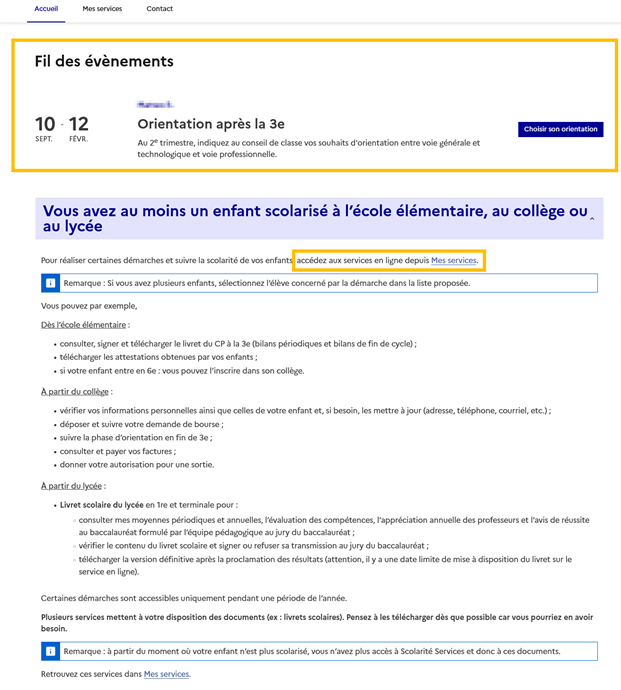 Accueil Mes services Contact
Fil des évènements
10 - 12
SEPT. FÉVR.
Orientation après la 3e
Au 2e trimestre, indiquez au conseil de classe vos souhaits d'orientation entre voie générale et
technologique et voie professionnelle.
Choisir son orientation
Vous avez au moins un enfant scolarisé à l'école élémentaire, au collège ou
au lycée
Pour réaliser certaines démarches et suivre la scolarité de vos enfants accédez aux services en ligne depuis Mes services.
i Remarque : Si vous avez plusieurs enfants, sélectionnez l'élève concerné par la démarche dans la liste proposée.
Vous pouvez par exemple,
Dès l'école élémentaire :
• consulter, signer et télécharger le livret du CP à la 3e (bilans périodiques et bilans de fin de cycle) ;
• télécharger les attestations obtenues par vos enfants ;
• si votre enfant entre en 6e : vous pouvez l'inscrire dans son collège.
À partir du collège :
• vérifier vos informations personnelles ainsi que celles de votre enfant et, si besoin, les mettre à jour (adresse, téléphone, courriel, etc.) ;
• déposer et suivre votre demande de bourse ;
• suivre la phase d'orientation en fin de 3e ;
• consulter et payer vos factures ;
• donner votre autorisation pour une sortie.
À partir du lycée :
• Livret scolaire du lycée en 1re et terminale pour :
◦ consulter mes moyennes périodiques et annuelles, l'évaluation des compétences, l'appréciation annuelle des professeurs et l'avis de réussite
au baccalauréat formulé par l'équipe pédagogique au jury du baccalauréat ;
◦ vérifier le contenu du livret scolaire et signer ou refuser sa transmission au jury du baccalauréat ;
◦ télécharger la version définitive après la proclamation des résultats (attention, il y a une date limite de mise à disposition du livret sur le
service en ligne).
Certaines démarches sont accessibles uniquement pendant une période de l'année.
Plusieurs services mettent à votre disposition des documents (ex : livrets scolaires). Pensez à les télécharger dès que possible car vous pourriez en avoir
besoin.
i Remarque : à partir du moment où votre enfant n'est plus scolarisé, vous n'avez plus accès à Scolarité Services et donc à ces documents.
Retrouvez ces services dans Mes services.